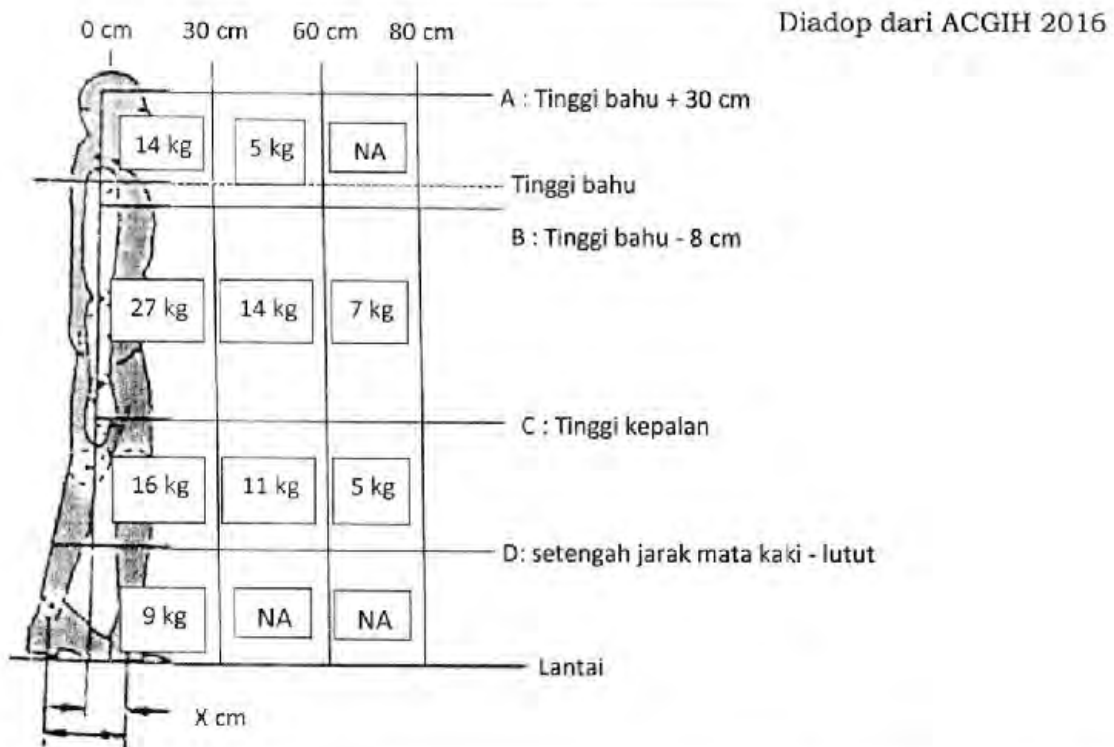 Diadop dari ACGIH 2016
0 cm 30 cm 60 cm 80 cm
A : Tinggi bahu + 30 cm
14 kg 5 kg NA
Tinggi bahu
B : Tinggi bahu - 8 cm
27 kg 14 kg 7 kg
C : Tinggi kepalan
16 kg 11 kg 5 kg
D: setengah jarak mata kaki - lutut
9 kg NA NA
Lantai
X cm